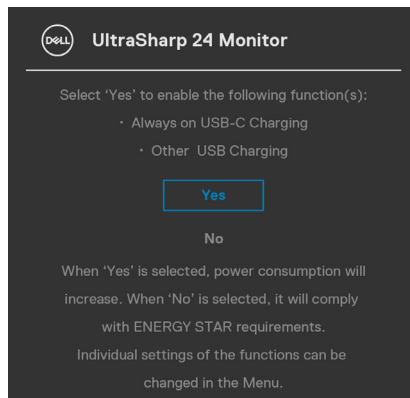 DELL
UltraSharp 24 Monitor
Select ‘Yes’ to enable the following function(s):
· Always on USB-C Charging
· Other USB Charging
Yes
No
When ‘Yes’ is selected, power consumption will
increase. When ‘No’ is selected, it will comply
with ENERGY STAR requirements.
Individual settings of the functions can be
changed in the Menu.